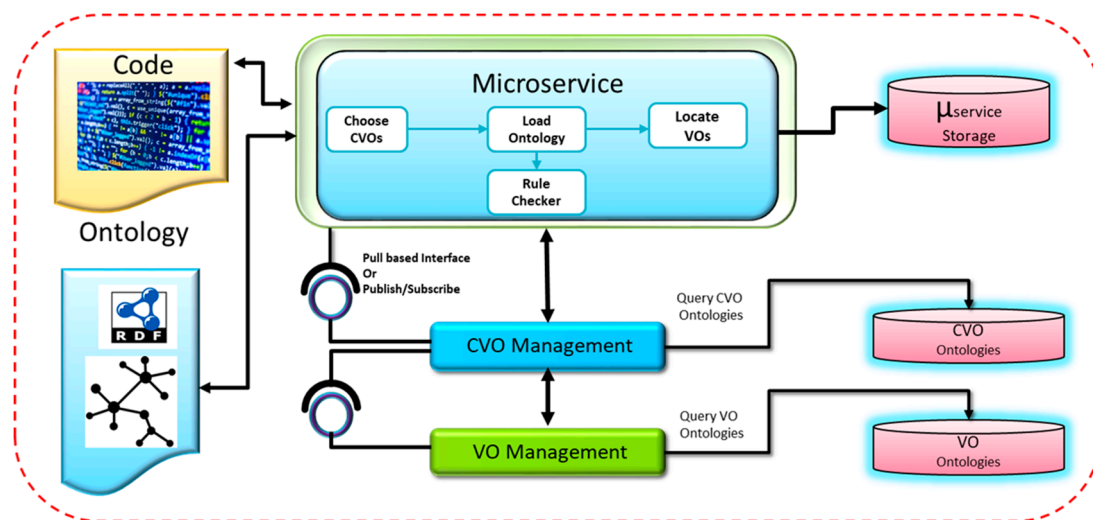 Code
Microservice
Choose
CVOs
Load
Ontology
Locate
VOs
Rule
Checker
μservice
Storage
Ontology
RDF
Pull based Interface
Or
Publish/Subscribe
Query CVO
Ontologies
CVO Management
CVO
Ontologies
Query VO
Ontologies
VO Management
VO
Ontologies